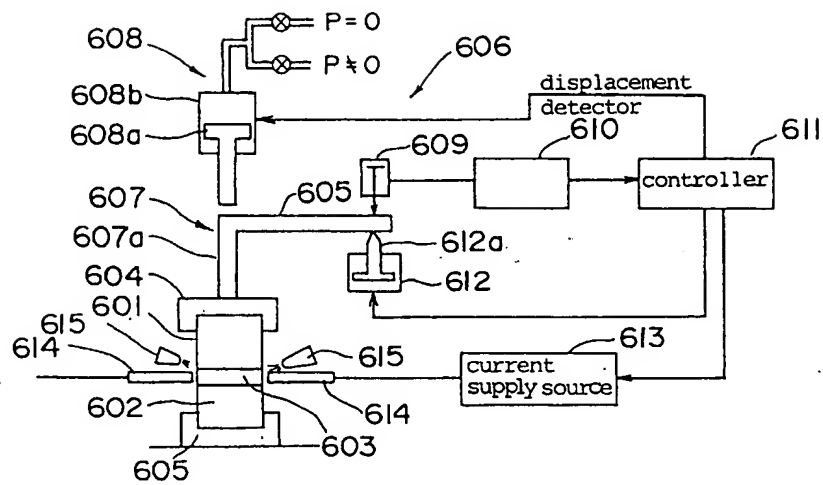 P = 0
608
P ≠ 0
606
608b
displacement
detector
608a
609
610
611
controller
605
607
607a
612a
604
612
601
615
614
615
613
current
supply source
614
602
603
605